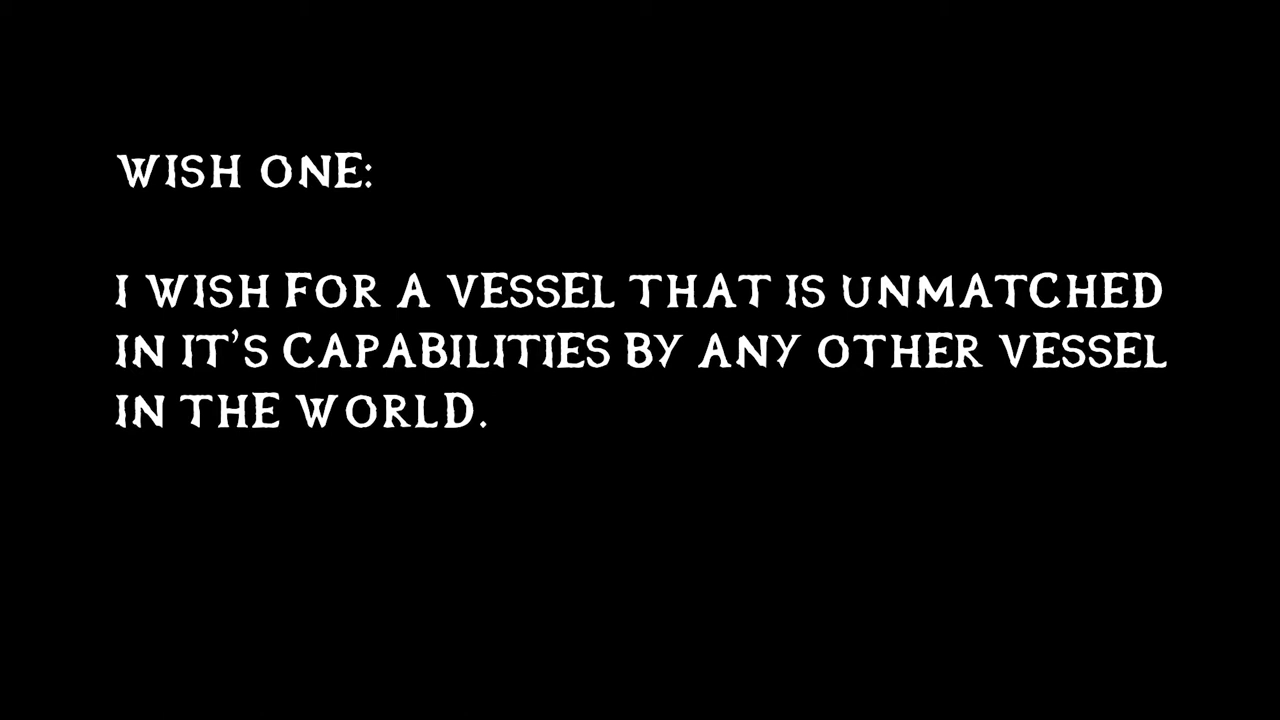 WISH ONE:
I WISH FOR A VESSEL THAT IS UNMATCHED
IN IT'S CAPABILITIES BY ANY OTHER VESSEL
IN THE WORLD.